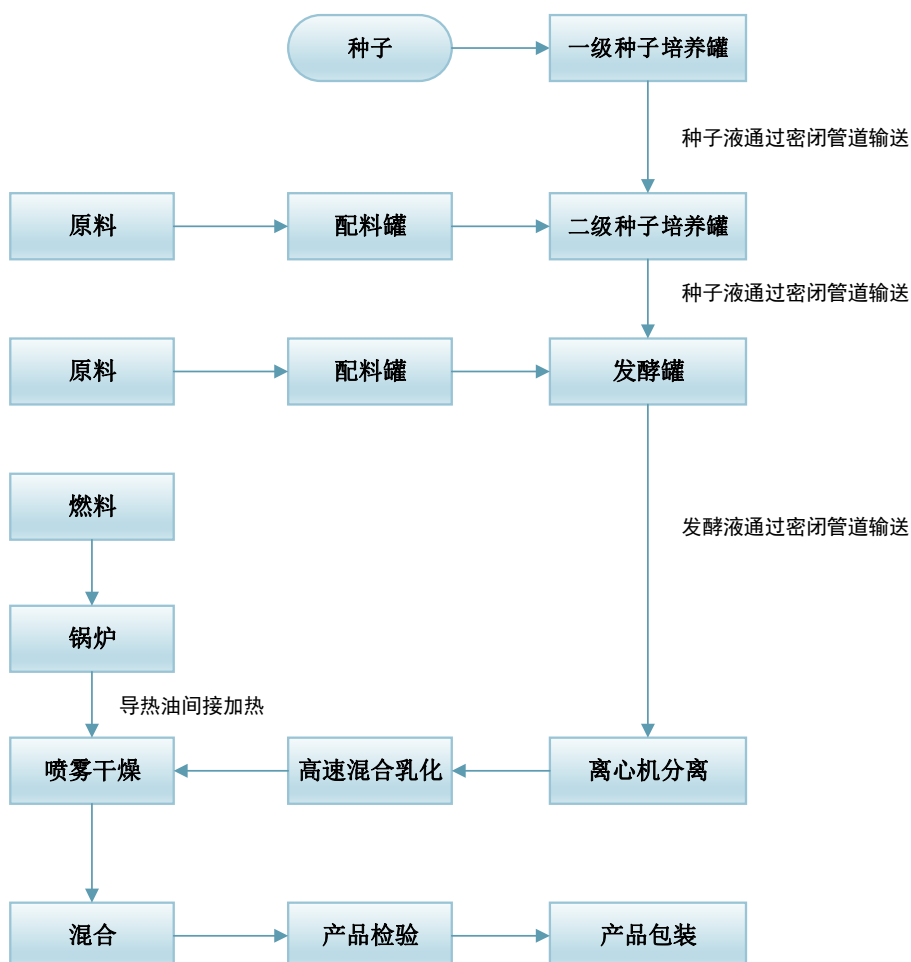 种子
一级种子培养罐
种子液通过密闭管道输送
原料
配料罐
二级种子培养罐
种子液通过密闭管道输送
原料
配料罐
发酵罐
燃料
发酵液通过密闭管道输送
锅炉
导热油间接加热
喷雾干燥
高速混合乳化
离心机分离
混合
产品检验
产品包装